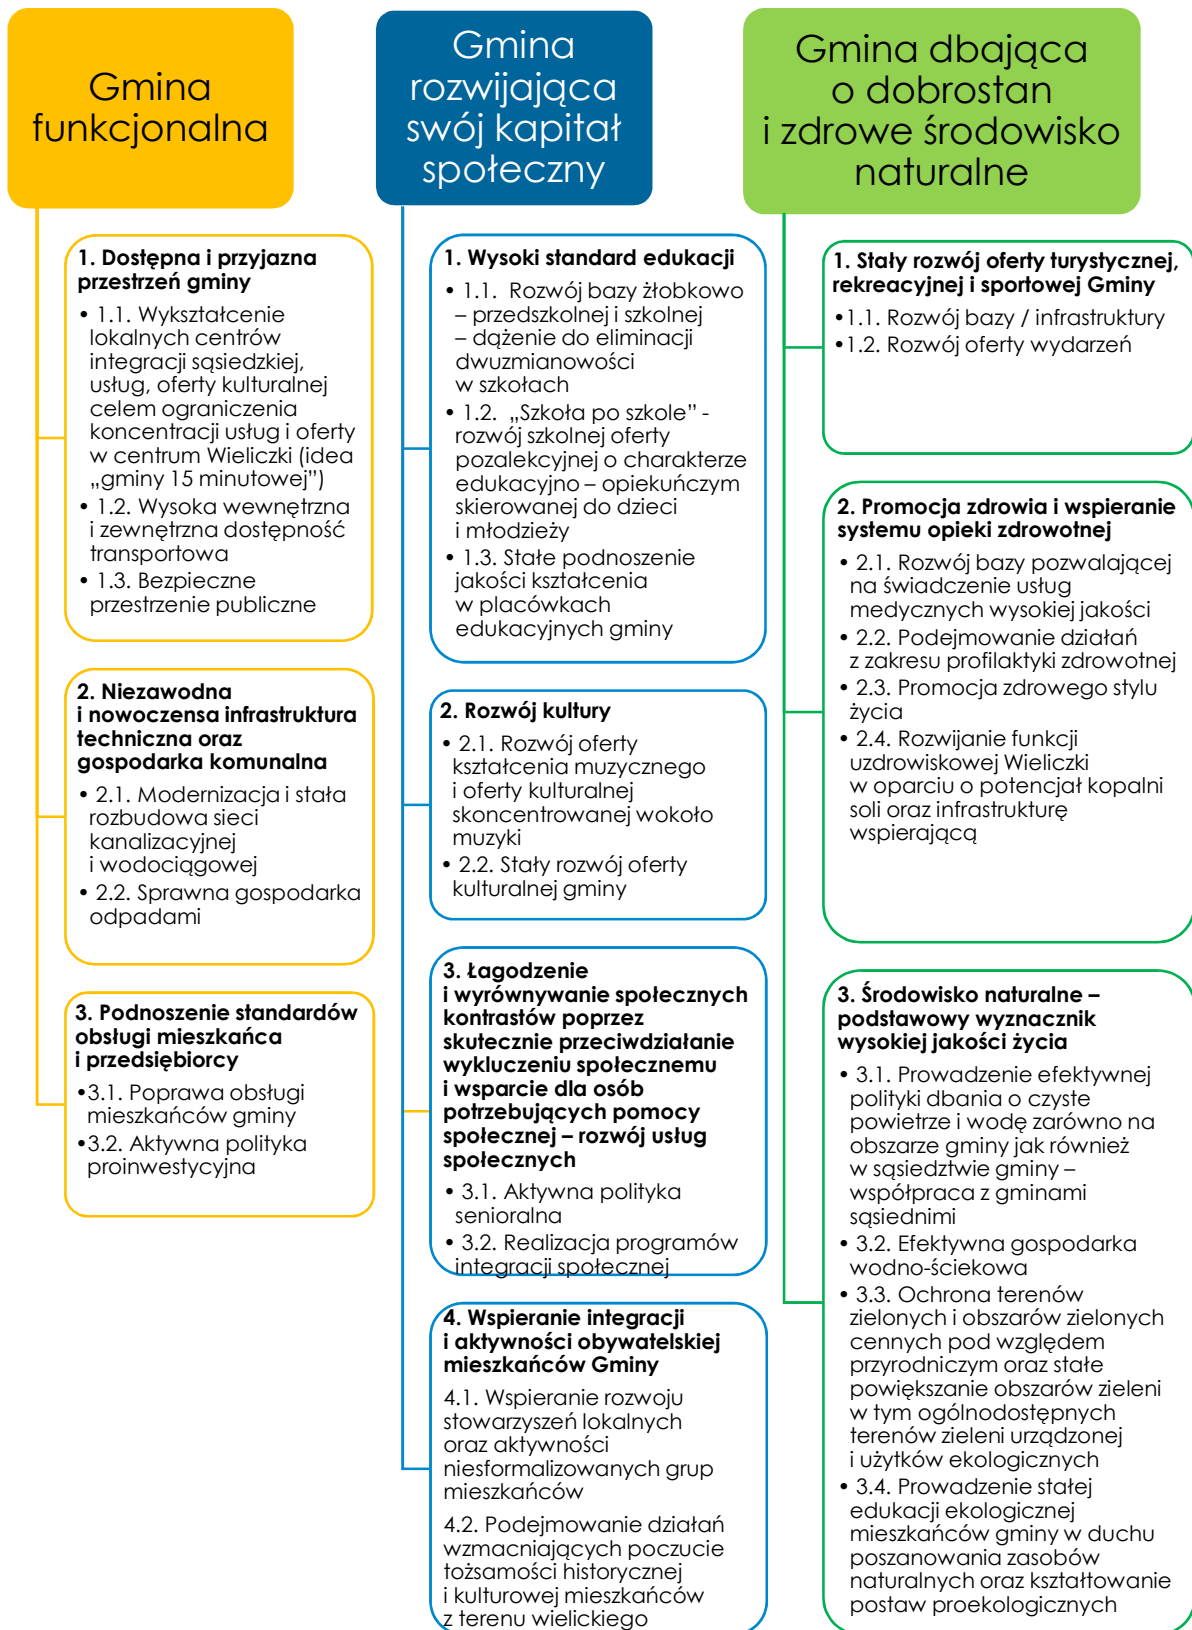 Gmina
funkcjonalna
1. Dostępna i przyjazna
przestrzeń gminy
• 1.1. Wykształcenie
lokalnych centrów
integracji sąsiedzkiej,
usług, oferty kulturalnej
celem ograniczenia
koncentracji usług i oferty
w centrum Wieliczki (idea
„gminy 15 minutowej”)
• 1.2. Wysoka wewnętrzna
i zewnętrzna dostępność
transportowa
• 1.3. Bezpieczne
przestrzenie publiczne
2. Niezawodna
i nowoczensa infrastruktura
techniczna oraz
gospodarka komunalna
• 2.1. Modernizacja i stała
rozbudowa sieci
kanalizacyjnej
i wodociągowej
• 2.2. Sprawna gospodarka
odpadami
3. Podnoszenie standardów
obsługi mieszkańca
i przedsiębiorcy
•3.1. Poprawa obsługi
mieszkańców gminy
•3.2. Aktywna polityka
proinwestycyjna
Gmina
rozwijająca
swój kapitał
społeczny
1. Wysoki standard edukacji
• 1.1. Rozwój bazy żłobkowo
– przedszkolnej i szkolnej
– dążenie do eliminacji
dwuzmianowości
w szkołach
• 1.2. „Szkoła po szkole” -
rozwój szkolnej oferty
pozalekcyjnej o charakterze
edukacyjno – opiekuńczym
skierowanej do dzieci
i młodzieży
• 1.3. Stałe podnoszenie
jakości kształcenia
w placówkach
edukacyjnych gminy
2. Rozwój kultury
• 2.1. Rozwój oferty
kształcenia muzycznego
i oferty kulturalnej
skoncentrowanej wokoło
muzyki
• 2.2. Stały rozwój oferty
kulturalnej gminy
3. Łagodzenie
i wyrównywanie społecznych
kontrastów poprzez
skutecznie przeciwdziałanie
wykluczeniu społecznemu
i wsparcie dla osób
potrzebujących pomocy
społecznej – rozwój usług
społecznych
• 3.1. Aktywna polityka
senioralna
• 3.2. Realizacja programów
integracji społecznej
4. Wspieranie integracji
i aktywności obywatelskiej
mieszkańców Gminy
4.1. Wspieranie rozwoju
stowarzyszeń lokalnych
oraz aktywności
niesformalizowanych grup
mieszkańców
4.2. Podejmowanie działań
wzmacniających poczucie
tożsamości historycznej
i kulturowej mieszkańców
z terenu wielickiego
Gmina dbająca
o dobrostan
i zdrowe środowisko
naturalne
1. Stały rozwój oferty turystycznej,
rekreacyjnej i sportowej Gminy
•1.1. Rozwój bazy / infrastruktury
•1.2. Rozwój oferty wydarzeń
2. Promocja zdrowia i wspieranie
systemu opieki zdrowotnej
• 2.1. Rozwój bazy pozwalającej
na świadczenie usług
medycznych wysokiej jakości
• 2.2. Podejmowanie działań
z zakresu profilaktyki zdrowotnej
• 2.3. Promocja zdrowego stylu
życia
• 2.4. Rozwijanie funkcji
uzdrowiskowej Wieliczki
w oparciu o potencjał kopalni
soli oraz infrastrukturę
wspierającą
3. Środowisko naturalne –
podstawowy wyznacznik
wysokiej jakości życia
• 3.1. Prowadzenie efektywnej
polityki dbania o czyste
powietrze i wodę zarówno na
obszarze gminy jak również
w sąsiedztwie gminy –
współpraca z gminami
sąsiednimi
• 3.2. Efektywna gospodarka
wodno-ściekowa
• 3.3. Ochrona terenów
zielonych i obszarów zielonych
cennych pod względem
przyrodniczym oraz stałe
powiększanie obszarów zieleni
w tym ogólnodostępnych
terenów zieleni urządzonej
i użytków ekologicznych
• 3.4. Prowadzenie stałej
edukacji ekologicznej
mieszkańców gminy w duchu
poszanowania zasobów
naturalnych oraz kształtowanie
postaw proekologicznych